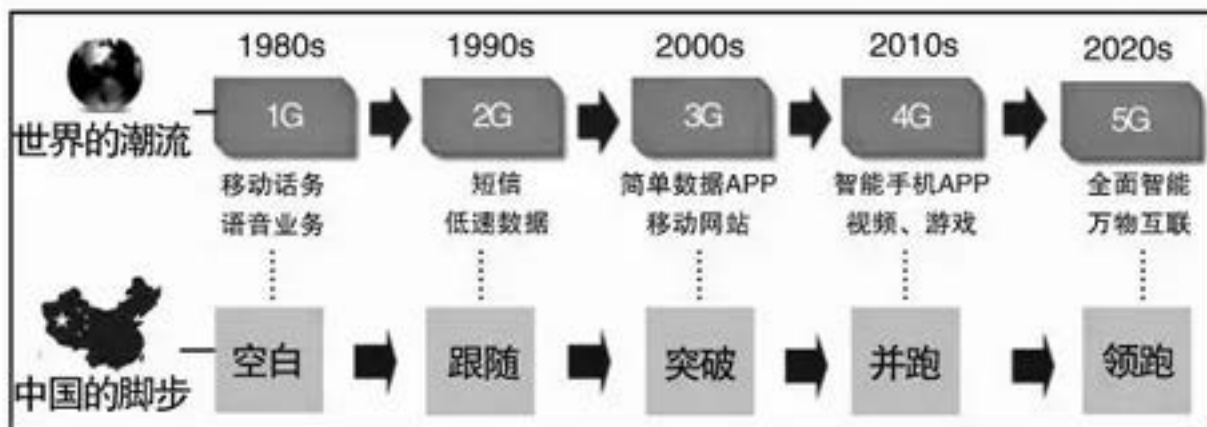 1980s 1990s 2000s 2010s 2020s
世界的潮流 1G 2G 3G 4G 5G
移动话务 短信 简单数据APP 智能手机APP 全面智能
语音业务 低速数据 移动网站 视频、游戏 万物互联
空白 跟随 突破 并跑 领跑
中国的脚步